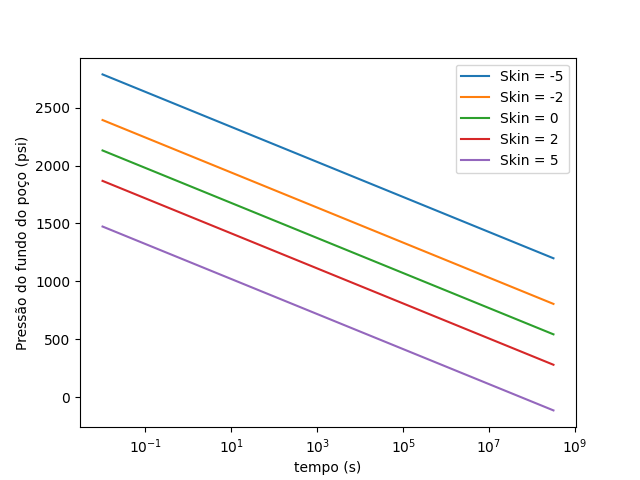 Skin = -5
Skin = -2
Skin = 0
Skin = 2
Skin = 5
Pressão do fundo do poço (psi)
2500
2000
1500
1000
500
0
10⁻¹ 10¹ 10³ 10⁵ 10⁷ 10⁹
tempo (s)